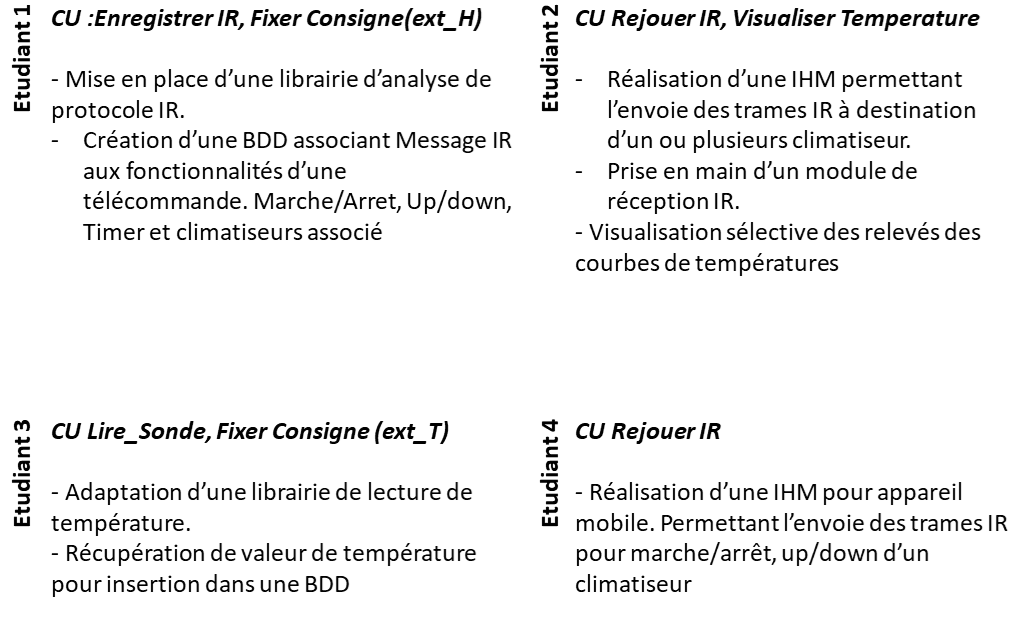 Etudiant 1
CU :Enregistrer IR, Fixer Consigne(ext_H)
- Mise en place d’une librairie d’analyse de
protocole IR.
- Création d’une BDD associant Message IR
aux fonctionnalités d’une
télécommande. Marche/Arret, Up/down,
Timer et climatiseurs associé
Etudiant 2
CU Rejouer IR, Visualiser Temperature
- Réalisation d’une IHM permettant
l’envoie des trames IR à destination
d’un ou plusieurs climatiseur.
- Prise en main d’un module de
réception IR.
- Visualisation sélective des relevés des
courbes de températures
Etudiant 3
CU Lire_Sonde, Fixer Consigne (ext_T)
- Adaptation d’une librairie de lecture de
température.
- Récupération de valeur de température
pour insertion dans une BDD
Etudiant 4
CU Rejouer IR
- Réalisation d’une IHM pour appareil
mobile. Permettant l’envoie des trames IR
pour marche/arrêt, up/down d’un
climatiseur